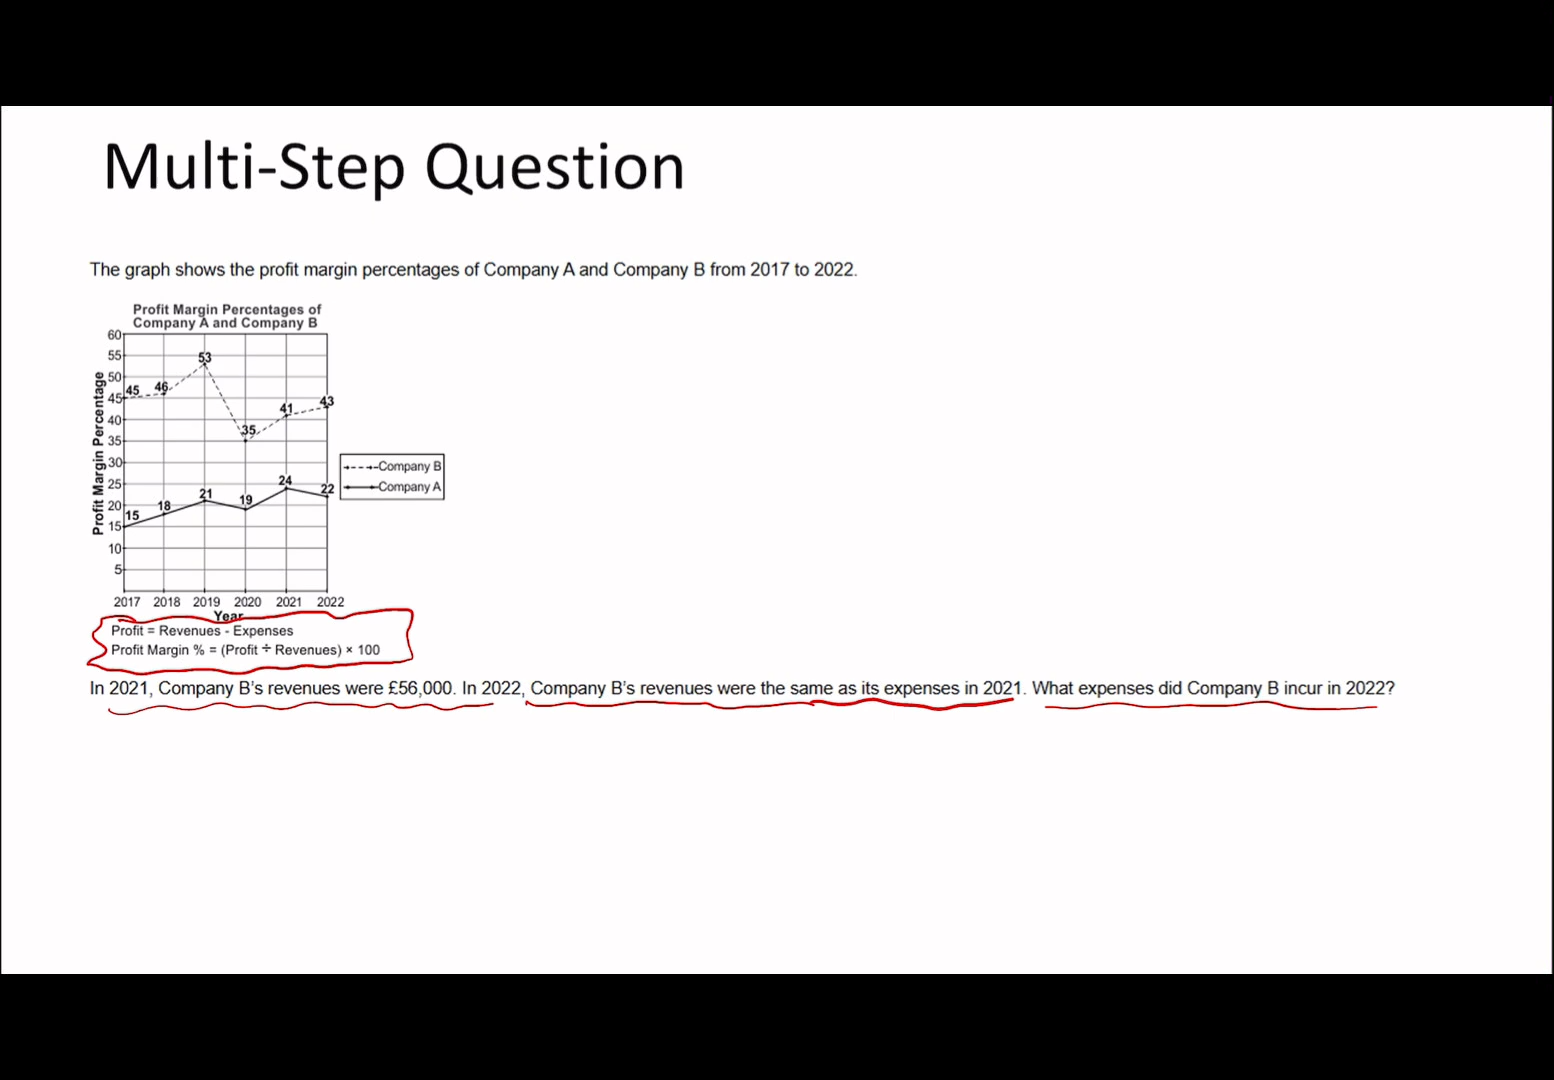 Multi-Step Question
The graph shows the profit margin percentages of Company A and Company B from 2017 to 2022.
Profit Margin Percentages of
Company A and Company B
Profit Margin Percentage
60
55
50
45
40
35
30
25
20
15
10
5
45 46 53 35 41 43
15 18 21 19 24 22
Company B
Company A
2017 2018 2019 2020 2021 2022
Year
Profit = Revenues - Expenses
Profit Margin % = (Profit ÷ Revenues) × 100
In 2021, Company B's revenues were £56,000. In 2022, Company B's revenues were the same as its expenses in 2021. What expenses did Company B incur in 2022?